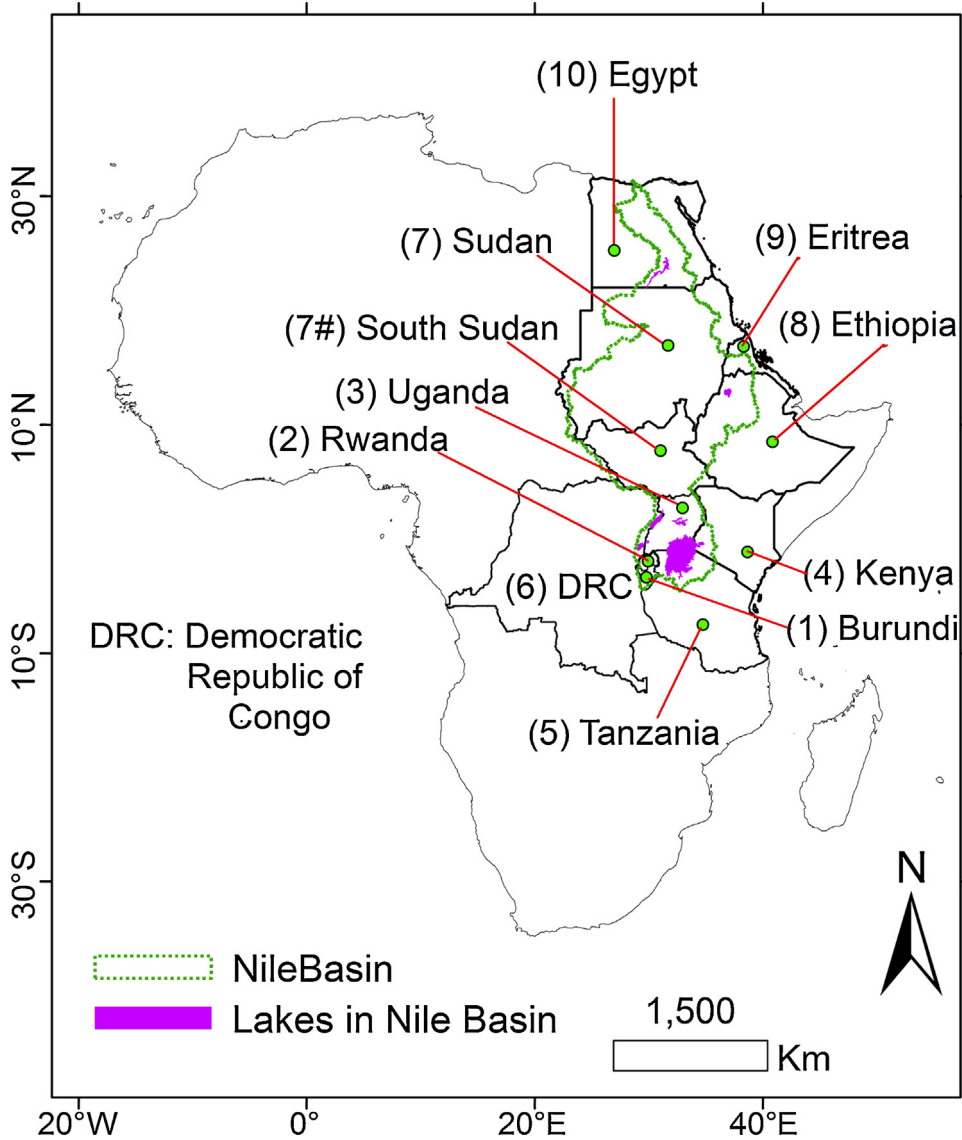 (10) Egypt
30°N
(7) Sudan
(9) Eritrea
(7#) South Sudan
(8) Ethiopia
(3) Uganda
10°N
(2) Rwanda
(6) DRC
(4) Kenya
(1) Burundi
DRC: Democratic
Republic of
Congo
10°S
(5) Tanzania
30°S
N
NileBasin
Lakes in Nile Basin
1,500
Km
20°W
0°
20°E
40°E